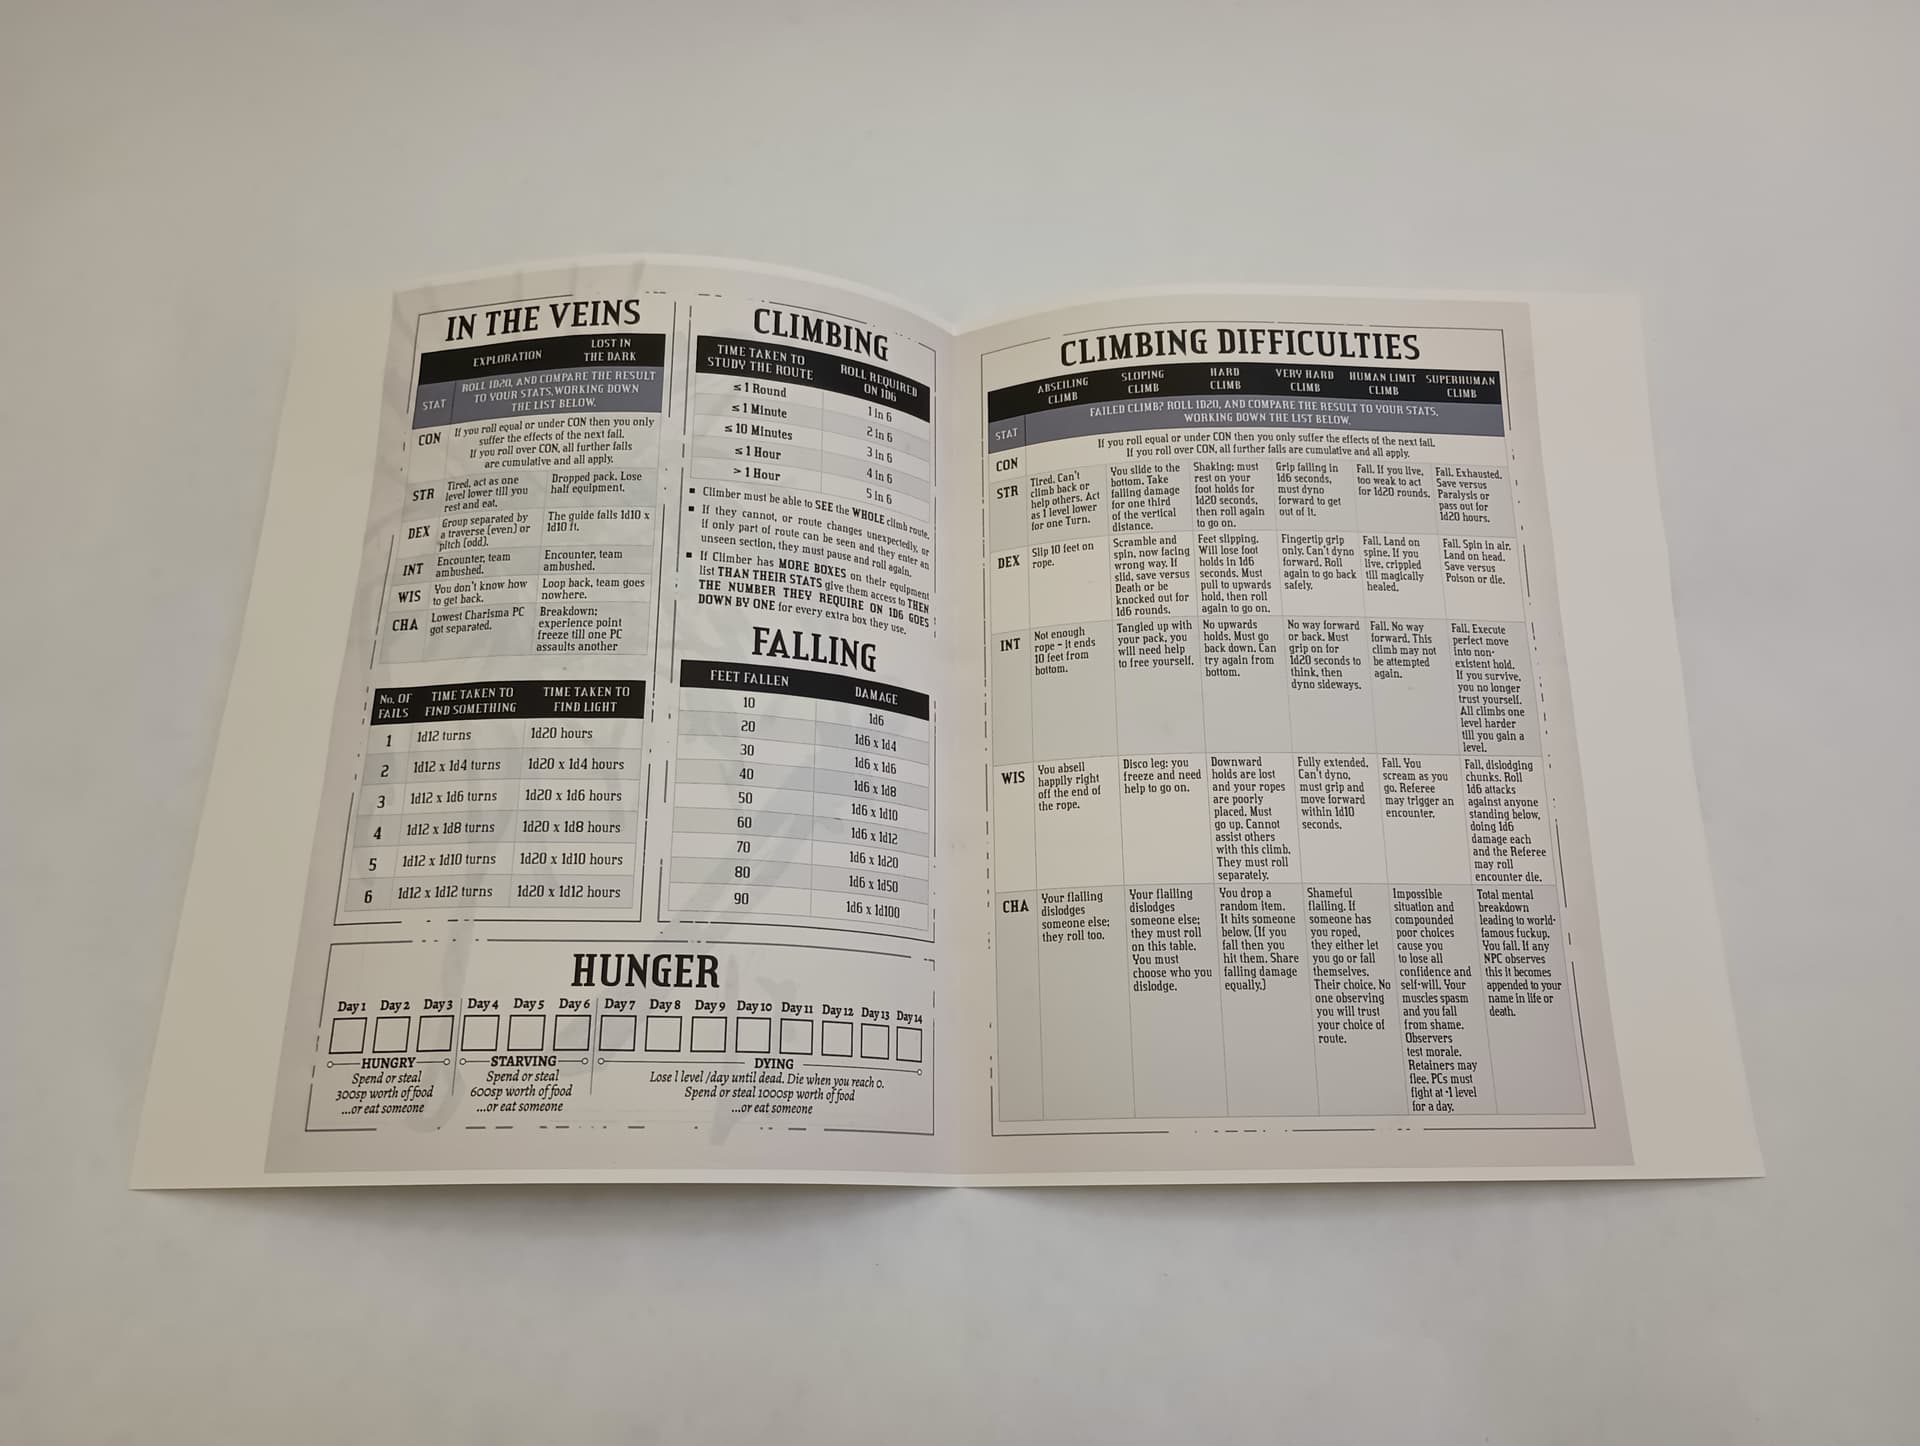 IN THE VEINS
EXPLORATION
LOST IN
THE DARK
STAT
ROLL 1D20, AND COMPARE THE RESULT
TO YOUR STATS, WORKING DOWN
THE LIST BELOW.
CON
If you roll equal or under CON then you only
suffer the effects of the next fall.
If you roll over CON, all further falls
are cumulative and all apply.
STR
Tired, act as one
level lower till you
rest and eat.
Dropped pack. Lose
half equipment.
DEX
Group separated by
a traverse (even) or
pitch (odd).
The guide falls 1d10 x
1d10 ft.
INT
Encounter, team
ambushed.
Encounter, team
ambushed.
WIS
You don't know how
to get back.
Loop back, team goes
nowhere.
CHA
Lowest Charisma PC
got separated.
Breakdown;
experience point
freeze till one PC
assaults another
No. OF
FAILS
TIME TAKEN TO
FIND SOMETHING
TIME TAKEN TO
FIND LIGHT
1 1d12 turns 1d20 hours
2 1d12 x 1d4 turns 1d20 x 1d4 hours
3 1d12 x 1d6 turns 1d20 x 1d6 hours
4 1d12 x 1d8 turns 1d20 x 1d8 hours
5 1d12 x 1d10 turns 1d20 x 1d10 hours
6 1d12 x 1d12 turns 1d20 x 1d12 hours
CLIMBING
TIME TAKEN TO
STUDY THE ROUTE
ROLL REQUIRED
ON 1D6
≤ 1 Round 1 in 6
≤ 1 Minute 2 in 6
≤ 10 Minutes 3 in 6
≤ 1 Hour 4 in 6
> 1 Hour 5 in 6
▪ Climber must be able to SEE the WHOLE climb route.
▪ If they cannot, or route changes unexpectedly, or
if only part of route can be seen and they enter an
unseen section, they must pause and roll again.
▪ If Climber has MORE BOXES on their equipment
list THAN THEIR STATS give them access to THEN
THE NUMBER THEY REQUIRE ON 1D6 GOES
DOWN BY ONE for every extra box they use.
FALLING
FEET FALLEN DAMAGE
10 1d6
20 1d6 x 1d4
30 1d6 x 1d6
40 1d6 x 1d8
50 1d6 x 1d10
60 1d6 x 1d12
70 1d6 x 1d20
80 1d6 x 1d50
90 1d6 x 1d100
HUNGER
Day 1 Day 2 Day 3 Day 4 Day 5 Day 6 Day 7 Day 8 Day 9 Day 10 Day 11 Day 12 Day 13 Day 14
HUNGRY
Spend or steal
300sp worth of food
...or eat someone
STARVING
Spend or steal
600sp worth of food
...or eat someone
DYING
Lose 1 level /day until dead. Die when you reach 0.
Spend or steal 1000sp worth of food
...or eat someone
CLIMBING DIFFICULTIES
ABSEILING
CLIMB
SLOPING
CLIMB
HARD
CLIMB
VERY HARD
CLIMB
HUMAN LIMIT
CLIMB
SUPERHUMAN
CLIMB
STAT
FAILED CLIMB? ROLL 1D20, AND COMPARE THE RESULT TO YOUR STATS,
WORKING DOWN THE LIST BELOW.
CON
If you roll equal or under CON then you only suffer the effects of the next fall.
If you roll over CON, all further falls are cumulative and all apply.
STR
Tired. Can't
climb back or
help others. Act
as 1 level lower
for one Turn.
You slide to the
bottom. Take
falling damage
for one third
of the vertical
distance.
Shaking; must
rest on your
foot holds for
1d20 seconds,
then roll again
to go on.
Grip falling in
1d6 seconds,
must dyno
forward to get
out of it.
Fall. If you live,
too weak to act
for 1d20 rounds.
Fall. Exhausted.
Save versus
Paralysis or
pass out for
1d20 hours.
DEX
Slip 10 feet on
rope.
Scramble and
spin, now facing
wrong way. If
slid, save versus
Death or be
knocked out for
1d6 rounds.
Feet slipping.
Will lose foot
holds in 1d6
seconds. Must
pull to upwards
hold, then roll
again to go on.
Fingertip grip
only. Can't dyno
forward. Roll
again to go back
safely.
Fall. Land on
spine. If you
live, crippled
till magically
healed.
Fall. Spin in air.
Land on head.
Save versus
Poison or die.
INT
Not enough
rope – it ends
10 feet from
bottom.
Tangled up with
your pack, you
will need help
to free yourself.
No upwards
holds. Must go
back down. Can
try again from
bottom.
No way forward
or back. Must
grip on for
1d20 seconds to
think, then
dyno sideways.
Fall. No way
forward. This
climb may not
be attempted
again.
Fall. Execute
perfect move
into non-
existent hold.
If you survive,
you no longer
trust yourself.
All climbs one
level harder
till you gain a
level.
WIS
You abseil
happily right
off the end of
the rope.
Disco leg; you
freeze and need
help to go on.
Downward
holds are lost
and your ropes
are poorly
placed. Must
go up. Cannot
assist others
with this climb.
They must roll
separately.
Fully extended.
Can't dyno,
must grip and
move forward
within 1d10
seconds.
Fall. You
scream as you
go. Referee
may trigger an
encounter.
Fall, dislodging
chunks. Roll
1d6 attacks
against anyone
standing below,
doing 1d6
damage each
and the Referee
may roll
encounter die.
CHA
Your flailing
dislodges
someone else;
they roll too.
Your flailing
dislodges
someone else;
they must roll
on this table.
You must
choose who you
dislodge.
You drop a
random item.
It hits someone
below. (If you
fall then you
hit them. Share
falling damage
equally.)
Shameful
flailing. If
someone has
you roped,
they either let
you go or fall
themselves.
Their choice. No
one observing
you will trust
your choice of
route.
Impossible
situation and
compounded
poor choices
cause you
to lose all
confidence and
self-will. Your
muscles spasm
and you fall
from shame.
Observers
test morale.
Retainers may
flee. PCs must
fight at -1 level
for a day.
Total mental
breakdown
leading to world-
famous fuckup.
You fall. If any
NPC observes
this it becomes
appended to your
name in life or
death.